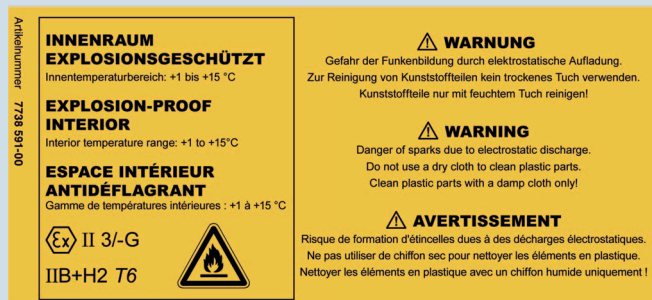 Artikelnummer 7738 591-00
INNENRAUM
EXPLOSIONSGESCHÜTZT
Innentemperaturbereich: +1 bis +15 °C
EXPLOSION-PROOF
INTERIOR
Interior temperature range: +1 to +15°C
ESPACE INTÉRIEUR
ANTIDÉFLAGRANT
Gamme de températures intérieures : +1 à +15 °C
Ex II 3/-G
IIB+H2 T6
WARNUNG
Gefahr der Funkenbildung durch elektrostatische Aufladung.
Zur Reinigung von Kunststoffteilen kein trockenes Tuch verwenden.
Kunststoffteile nur mit feuchtem Tuch reinigen!
WARNING
Danger of sparks due to electrostatic discharge.
Do not use a dry cloth to clean plastic parts.
Clean plastic parts with a damp cloth only!
AVERTISSEMENT
Risque de formation d'étincelles dues à des décharges électrostatiques.
Ne pas utiliser de chiffon sec pour nettoyer les éléments en plastique.
Nettoyer les éléments en plastique avec un chiffon humide uniquement !